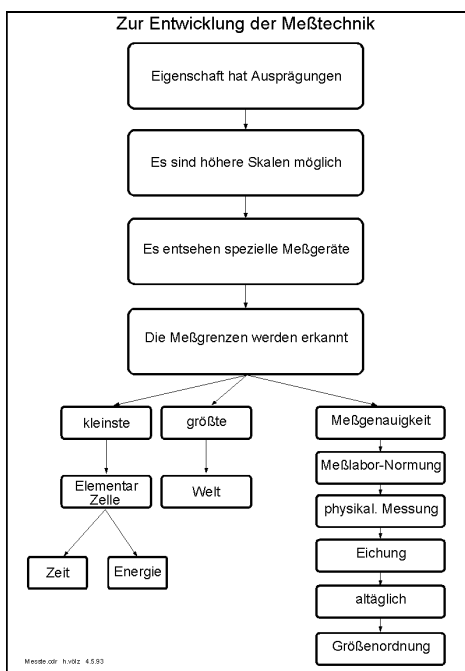 Zur Entwicklung der Meßtechnik
Eigenschaft hat Ausprägungen
Es sind höhere Skalen möglich
Es entsehen spezielle Meßgeräte
Die Meßgrenzen werden erkannt
kleinste
größte
Meßgenauigkeit
Elementar
Zelle
Welt
Meßlabor-Normung
physikal. Messung
Zeit
Energie
Eichung
altäglich
Größenordnung
Messte.cdr h.völz 4.5.93